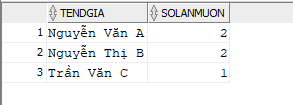 TENDGIA SOLANMUON
1 Nguyễn Văn A 2
2 Nguyễn Thị B 2
3 Trần Văn C 1